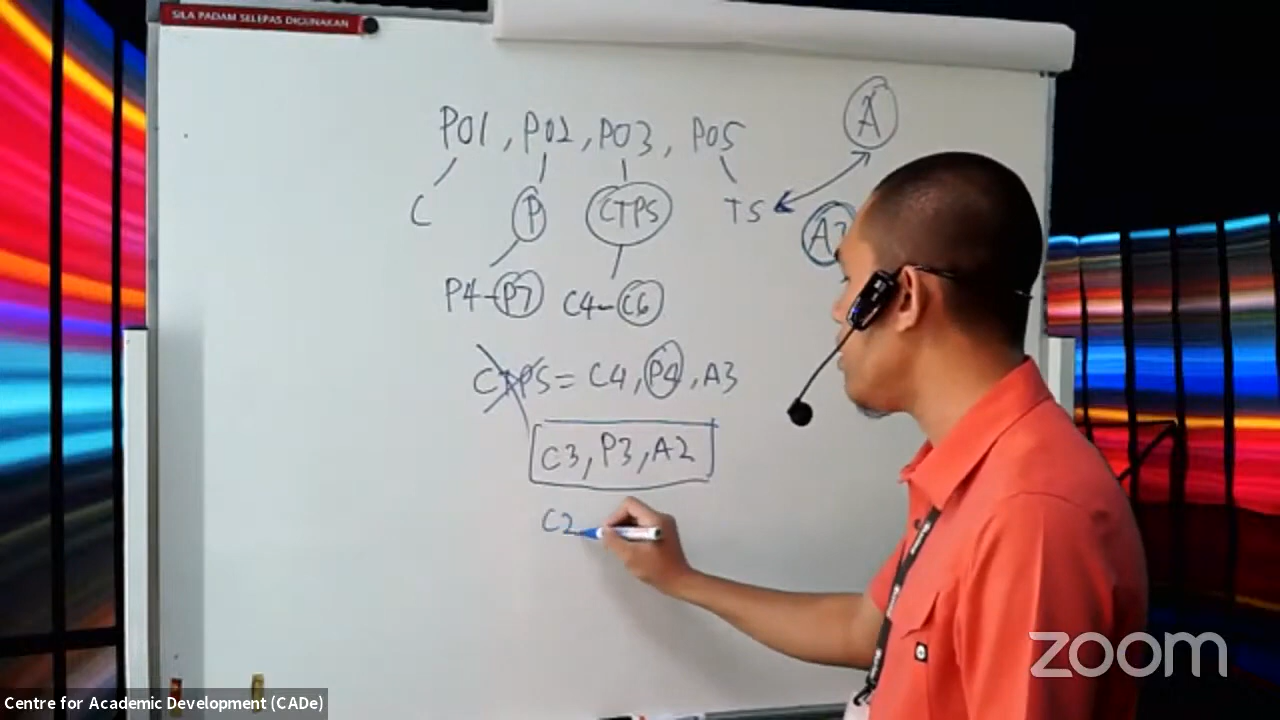 SILA PADAM SELEPAS DIGUNAKAN
PO1, PO2, PO3, PO5
A
C P CTPS TS
P4-P7 C4-C6
CTPS = C4, P4, A3
C3, P3, A2
C2
zoom
Centre for Academic Development (CADe)